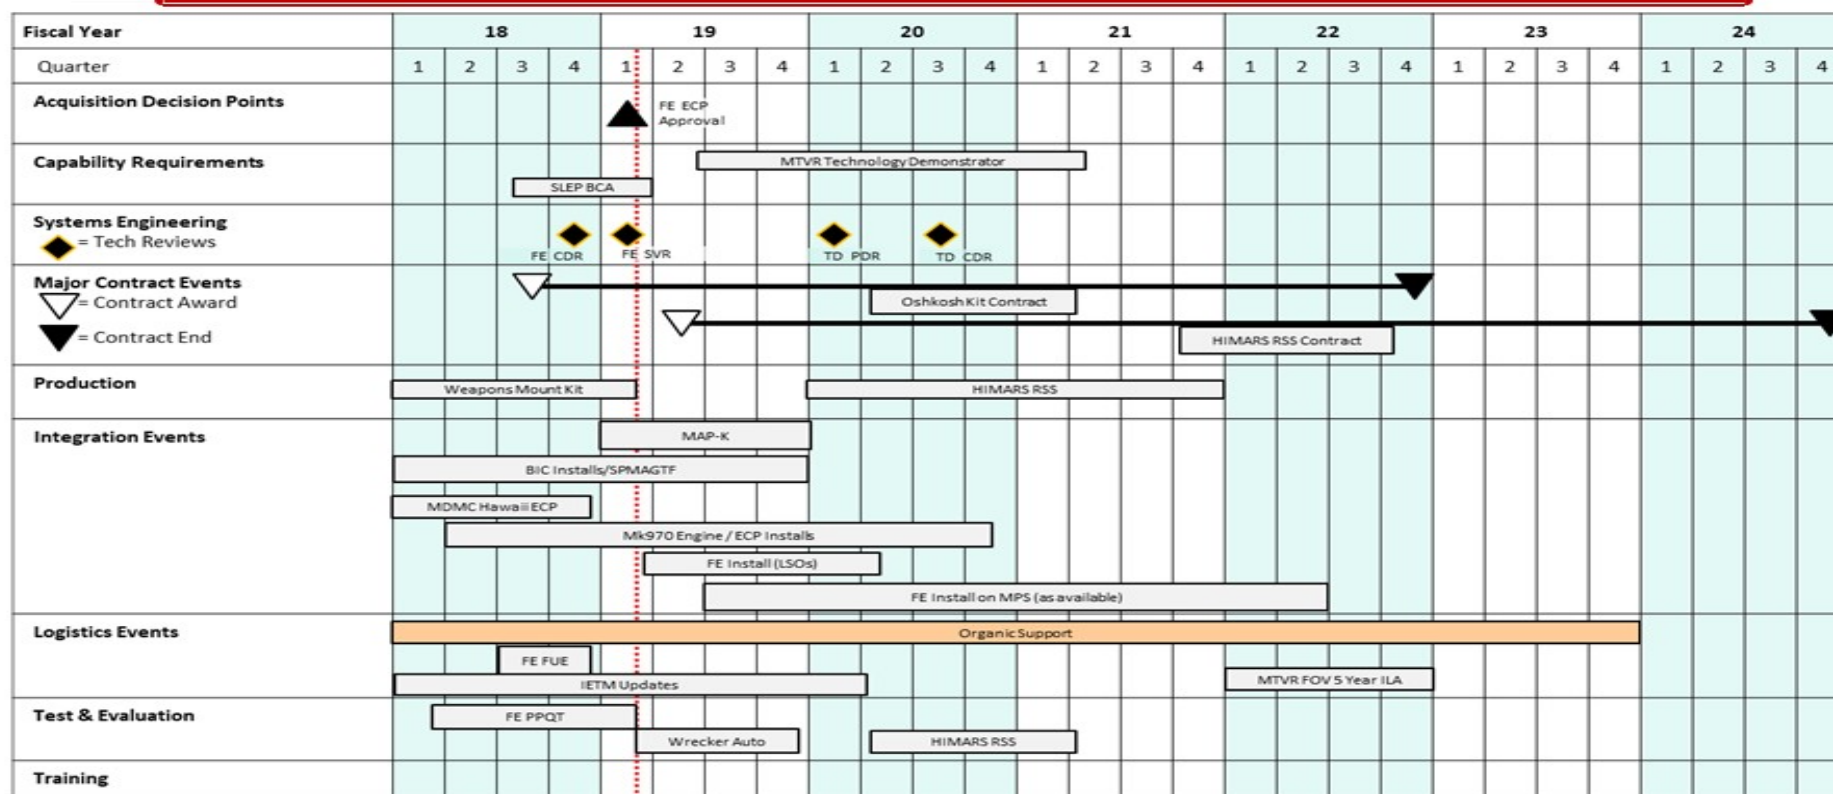 Fiscal Year 18 19 20 21 22 23 24
Quarter 1 2 3 4 1 2 3 4 1 2 3 4 1 2 3 4 1 2 3 4 1 2 3 4 1 2 3 4
Acquisition Decision Points
FE ECP
Approval
Capability Requirements
MTVR Technology Demonstrator
SLEP BCA
Systems Engineering
= Tech Reviews
FE CDR
FE SVR
TD PDR
TD CDR
Major Contract Events
= Contract Award
= Contract End
Oshkosh Kit Contract
HIMARS RSS Contract
Production
Weapons Mount Kit
HIMARS RSS
Integration Events
MAP-K
BIC Installs/SPMAGTF
MDMC Hawaii ECP
Mk970 Engine / ECP Installs
FE Install (LSOs)
FE Install on MPS (as available)
Logistics Events
Organic Support
FE FUE
IETM Updates
MTVR FOV 5 Year ILA
Test & Evaluation
FE PPQT
Wrecker Auto
HIMARS RSS
Training